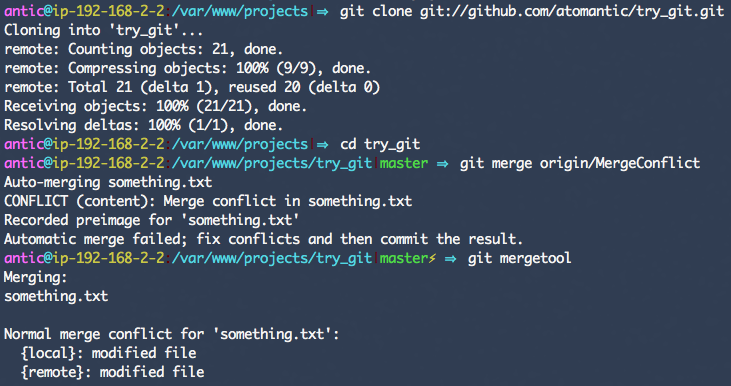 antic@ip-192-168-2-2:/var/www/projects|⇒ git clone git://github.com/atomantic/try_git.git
Cloning into 'try_git'...
remote: Counting objects: 21, done.
remote: Compressing objects: 100% (9/9), done.
remote: Total 21 (delta 1), reused 20 (delta 0)
Receiving objects: 100% (21/21), done.
Resolving deltas: 100% (1/1), done.
antic@ip-192-168-2-2:/var/www/projects|⇒ cd try_git
antic@ip-192-168-2-2:/var/www/projects/try_git|master ⇒ git merge origin/MergeConflict
Auto-merging something.txt
CONFLICT (content): Merge conflict in something.txt
Recorded preimage for 'something.txt'
Automatic merge failed; fix conflicts and then commit the result.
antic@ip-192-168-2-2:/var/www/projects/try_git|master⚡ ⇒ git mergetool
Merging:
something.txt

Normal merge conflict for 'something.txt':
  {local}: modified file
  {remote}: modified file